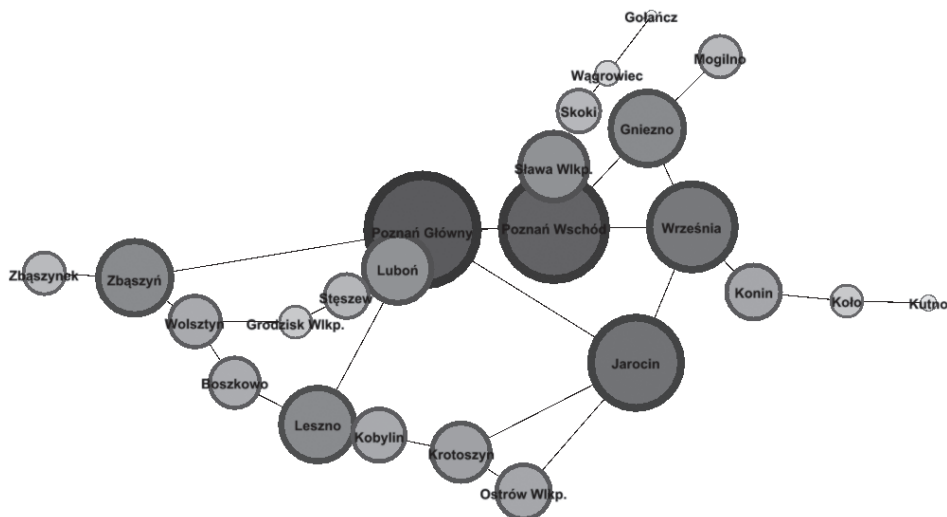 Gołańcz
Mogilno
Wągrowiec
Skoki
Gniezno
Sława Wlkp.
Poznań Główny
Poznań Wschód
Września
Luboń
Zbąszynek
Zbąszyń
Stęszew
Konin
Koło
Kutno
Wolsztyn
Grodzisk Wlkp.
Jarocin
Boszkowo
Leszno
Kobylin
Krotoszyn
Ostrów Wlkp.